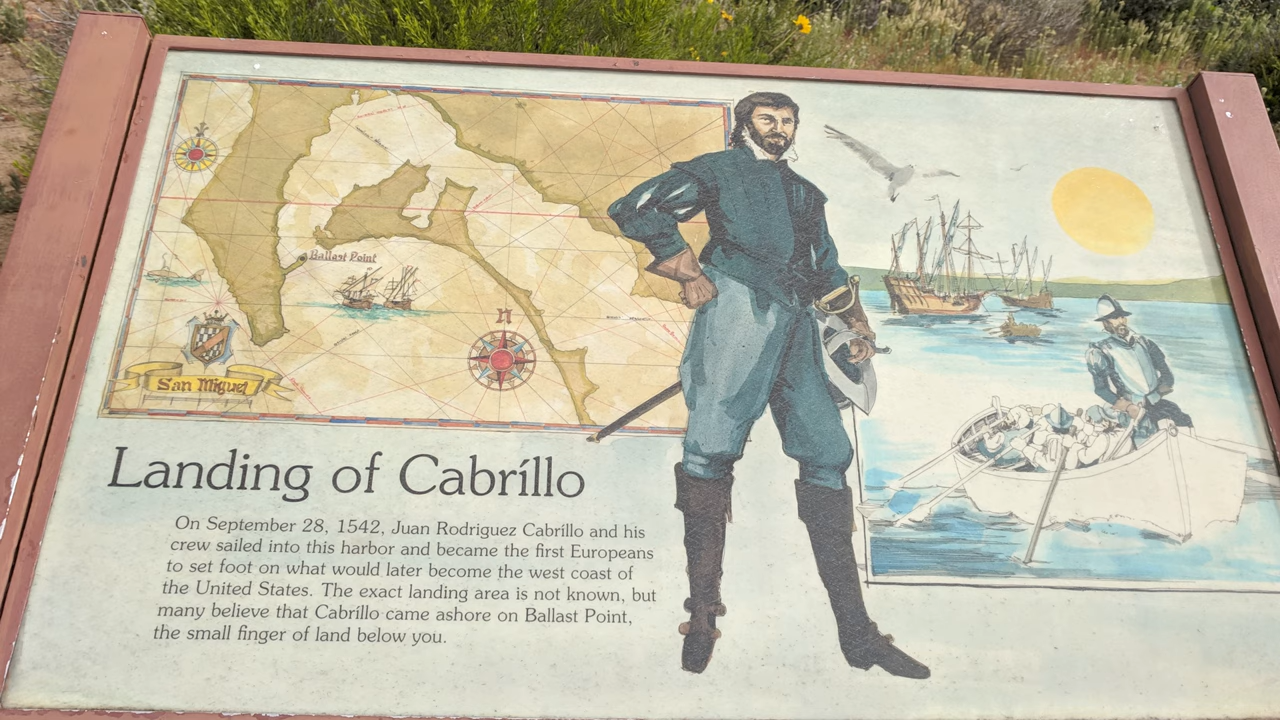 Ballast Point
N
San Miguel
Landing of Cabríllo
On September 28, 1542, Juan Rodriguez Cabríllo and his
crew sailed into this harbor and became the first Europeans
to set foot on what would later become the west coast of
the United States. The exact landing area is not known, but
many believe that Cabríllo came ashore on Ballast Point,
the small finger of land below you.